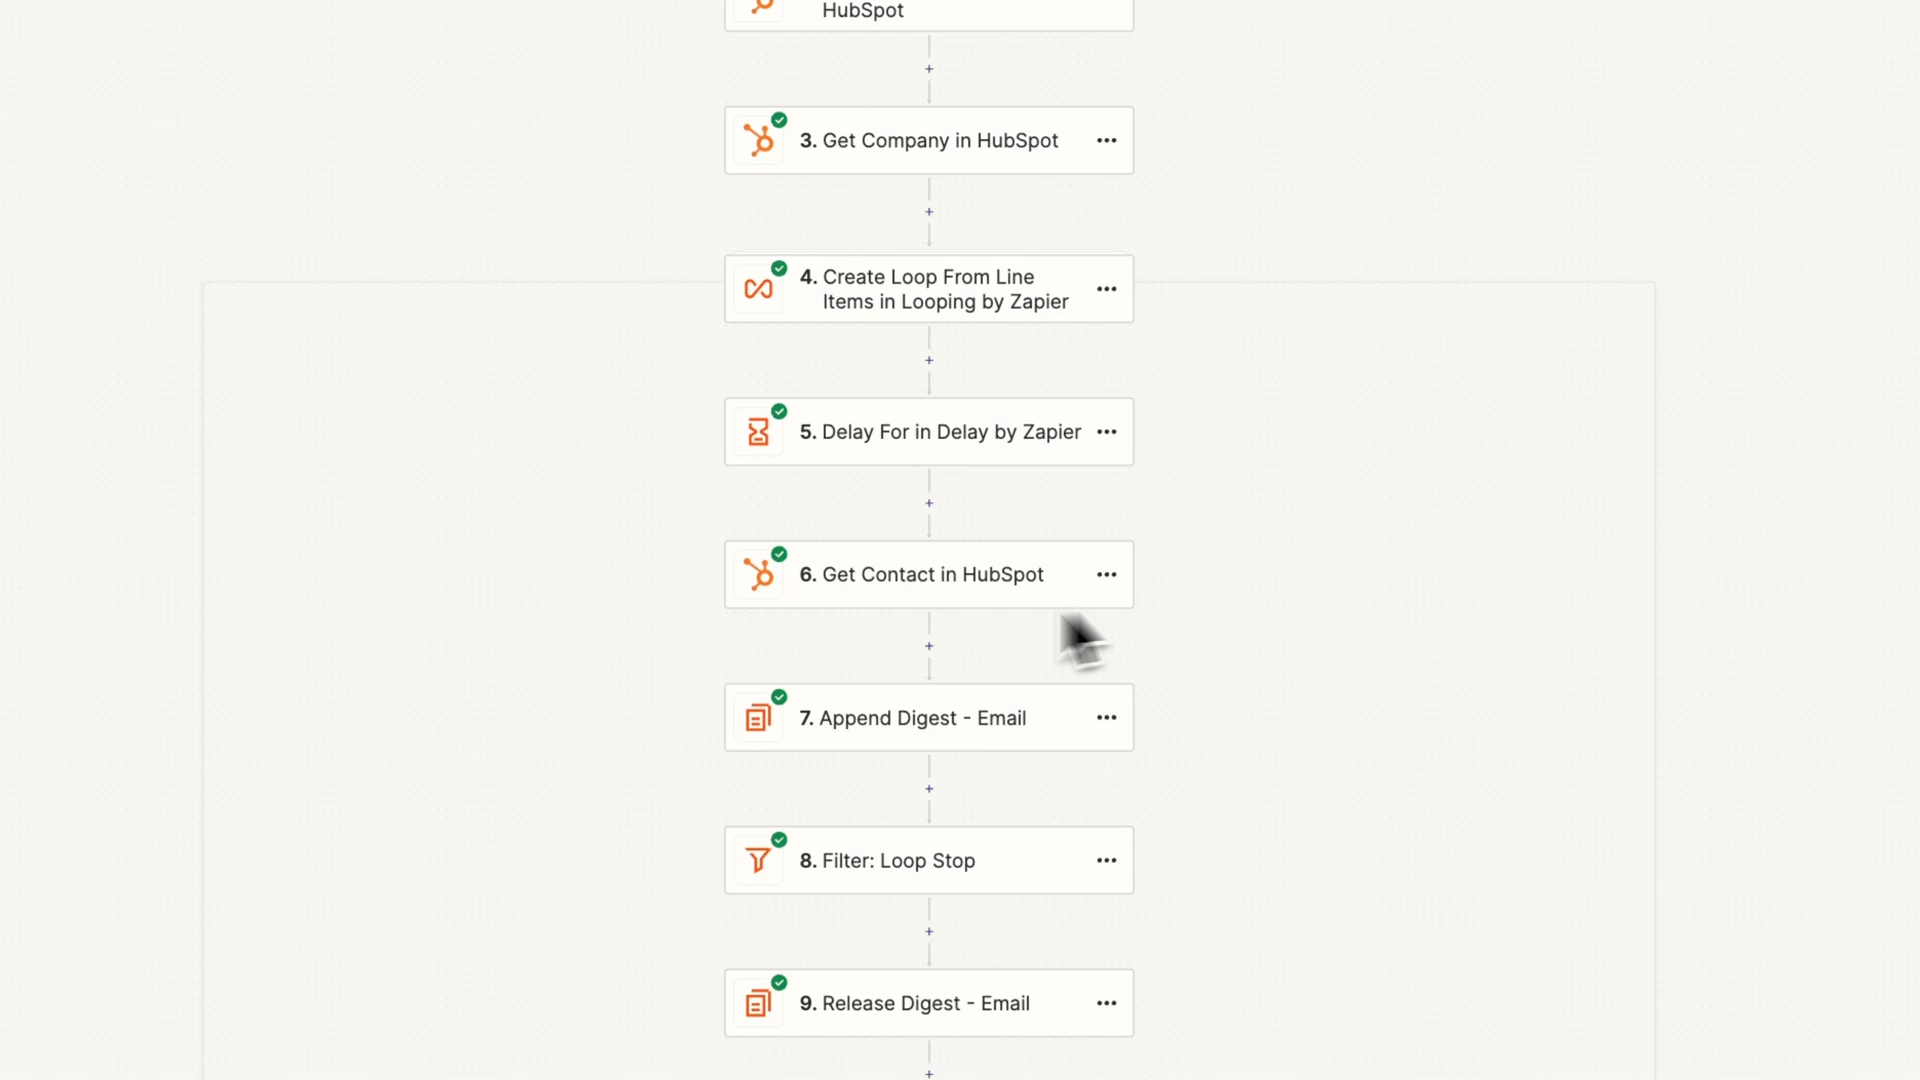 HubSpot
3. Get Company in HubSpot
4. Create Loop From Line
Items in Looping by Zapier
5. Delay For in Delay by Zapier
6. Get Contact in HubSpot
7. Append Digest - Email
8. Filter: Loop Stop
9. Release Digest - Email